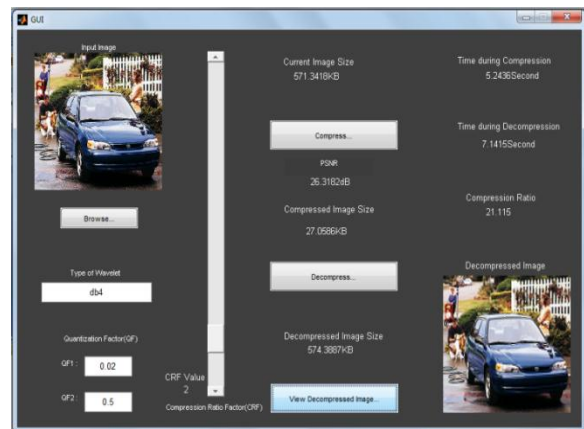 GUI
Input Image
Browse...
Type of Wavelet
db4
Quantization Factor(QF)
QF1 :
0.02
QF2 :
0.5
CRF Value
2
Compression Ratio Factor(CRF)
Current Image Size
571.3418KB
Compress...
PSNR
26.3182dB
Compressed Image Size
27.0586KB
Decompress...
Decompressed Image Size
574.3887KB
View Decompressed Image...
Time during Compression
5.2436Second
Time during Decompression
7.1415Second
Compression Ratio
21.115
Decompressed Image